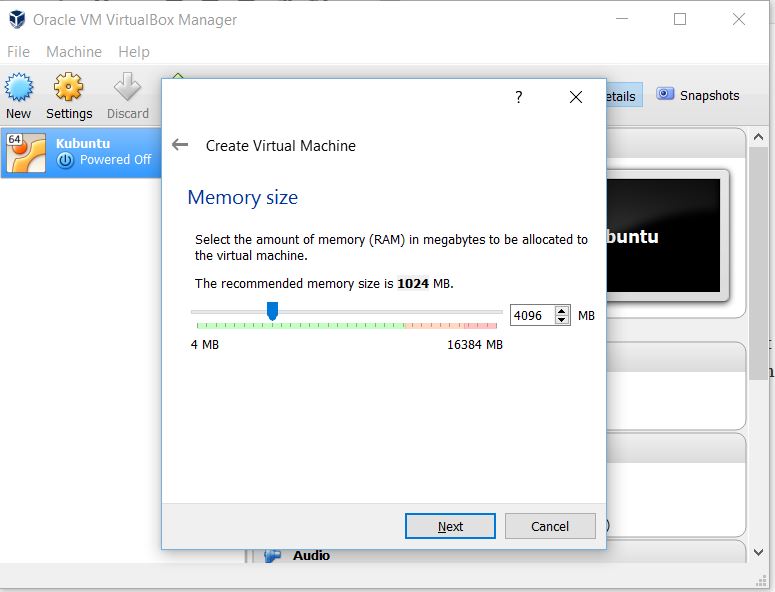 Oracle VM VirtualBox Manager
File Machine Help
New Settings Discard
etails Snapshots
64 Kubuntu
Powered Off
?
Create Virtual Machine
Memory size
Select the amount of memory (RAM) in megabytes to be allocated to
the virtual machine.
The recommended memory size is 1024 MB.
4096 MB
4 MB 16384 MB
Next Cancel
buntu
)
Audio